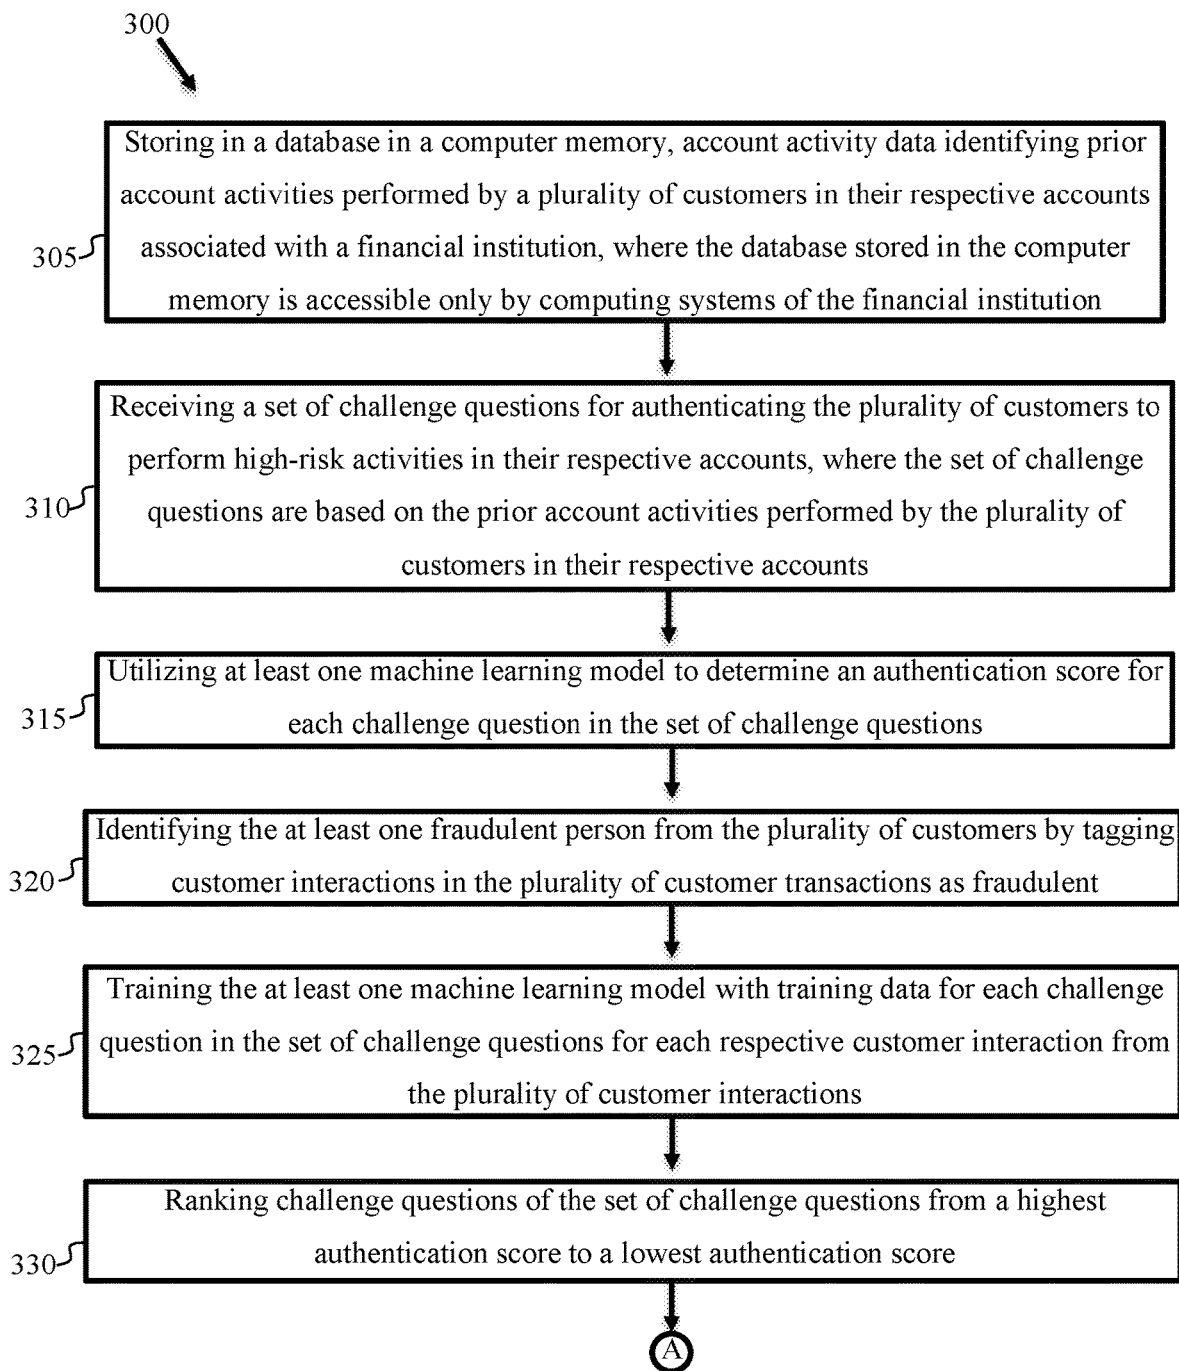 300
Storing in a database in a computer memory, account activity data identifying prior
account activities performed by a plurality of customers in their respective accounts
associated with a financial institution, where the database stored in the computer
memory is accessible only by computing systems of the financial institution
305
Receiving a set of challenge questions for authenticating the plurality of customers to
perform high-risk activities in their respective accounts, where the set of challenge
questions are based on the prior account activities performed by the plurality of
customers in their respective accounts
310
Utilizing at least one machine learning model to determine an authentication score for
each challenge question in the set of challenge questions
315
Identifying the at least one fraudulent person from the plurality of customers by tagging
customer interactions in the plurality of customer transactions as fraudulent
320
Training the at least one machine learning model with training data for each challenge
question in the set of challenge questions for each respective customer interaction from
the plurality of customer interactions
325
Ranking challenge questions of the set of challenge questions from a highest
authentication score to a lowest authentication score
330
A